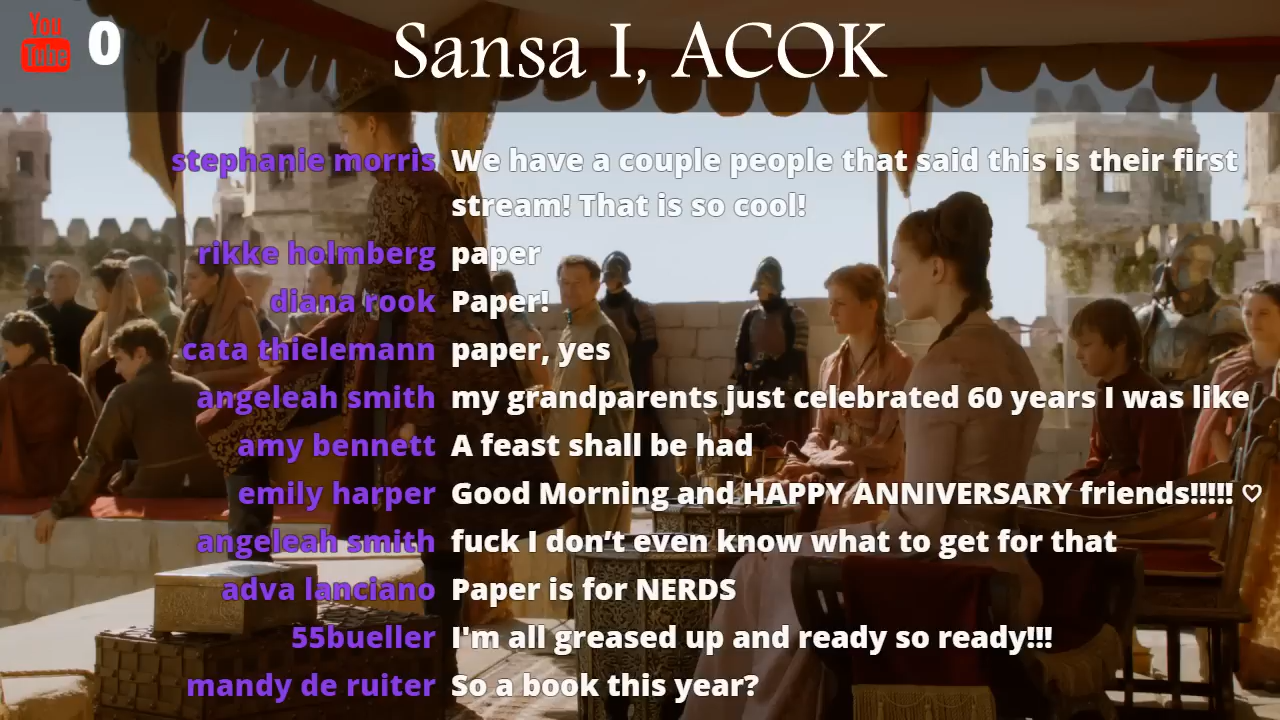 You Tube 0
Sansa I, ACOK
stephanie morris We have a couple people that said this is their first
stream! That is so cool!
rikke holmberg paper
diana rook Paper!
cata thielemann paper, yes
angeleah smith my grandparents just celebrated 60 years I was like
amy bennett A feast shall be had
emily harper Good Morning and HAPPY ANNIVERSARY friends!!!!! ♡
angeleah smith fuck I don’t even know what to get for that
adva lanciano Paper is for NERDS
55bueller I'm all greased up and ready so ready!!!
mandy de ruiter So a book this year?